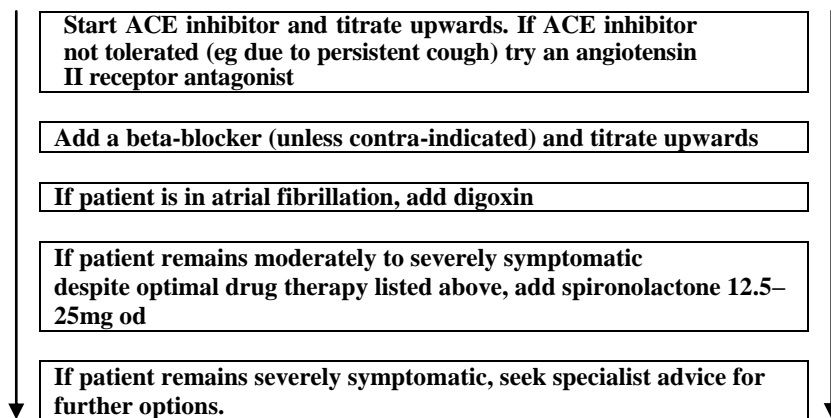 Start ACE inhibitor and titrate upwards. If ACE inhibitor
not tolerated (eg due to persistent cough) try an angiotensin
II receptor antagonist
Add a beta-blocker (unless contra-indicated) and titrate upwards
If patient is in atrial fibrillation, add digoxin
If patient remains moderately to severely symptomatic
despite optimal drug therapy listed above, add spironolactone 12.5–
25mg od
If patient remains severely symptomatic, seek specialist advice for
further options.